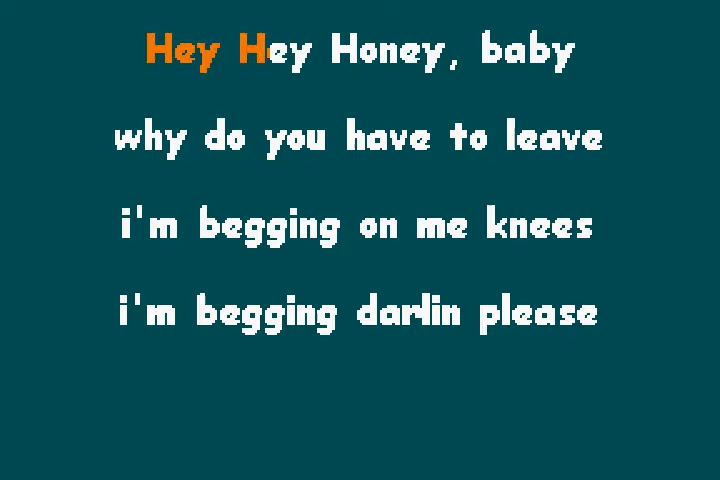 Hey Hey Honey, baby
why do you have to leave
i'm begging on me knees
i'm begging darlin please